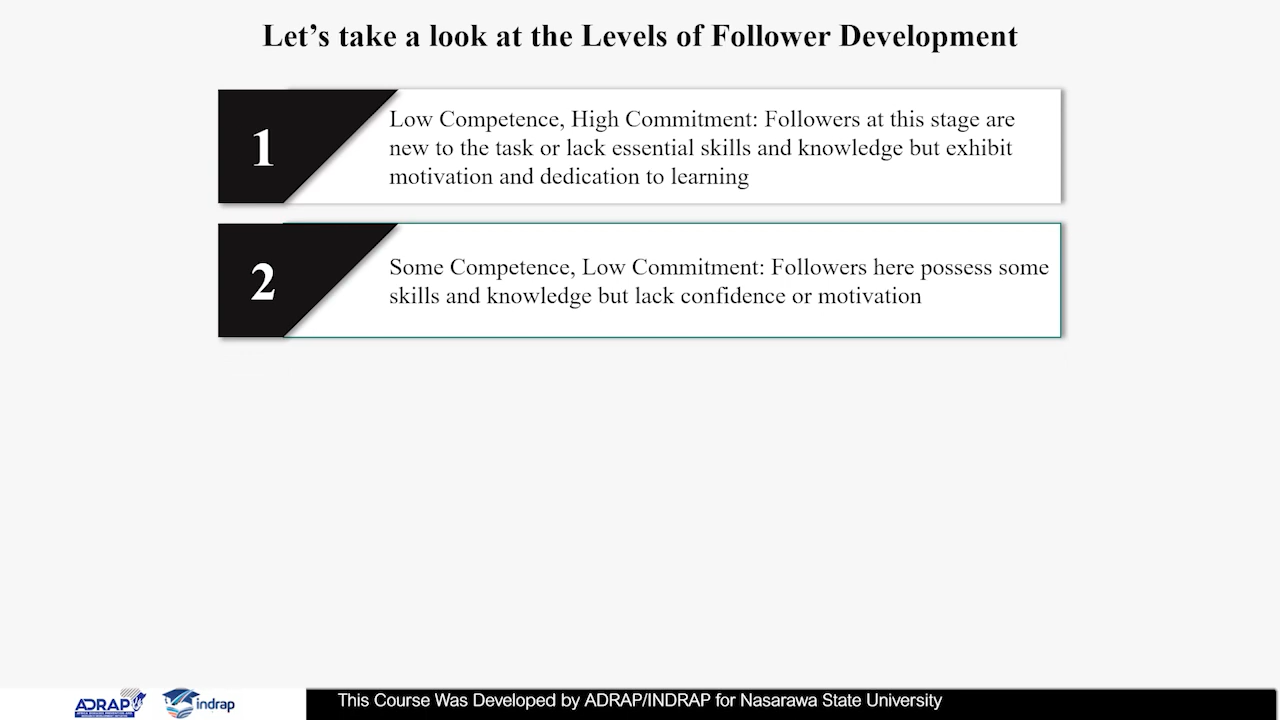 Let’s take a look at the Levels of Follower Development
1
Low Competence, High Commitment: Followers at this stage are
new to the task or lack essential skills and knowledge but exhibit
motivation and dedication to learning
2
Some Competence, Low Commitment: Followers here possess some
skills and knowledge but lack confidence or motivation
ADRAP
indrap
This Course Was Developed by ADRAP/INDRAP for Nasarawa State University